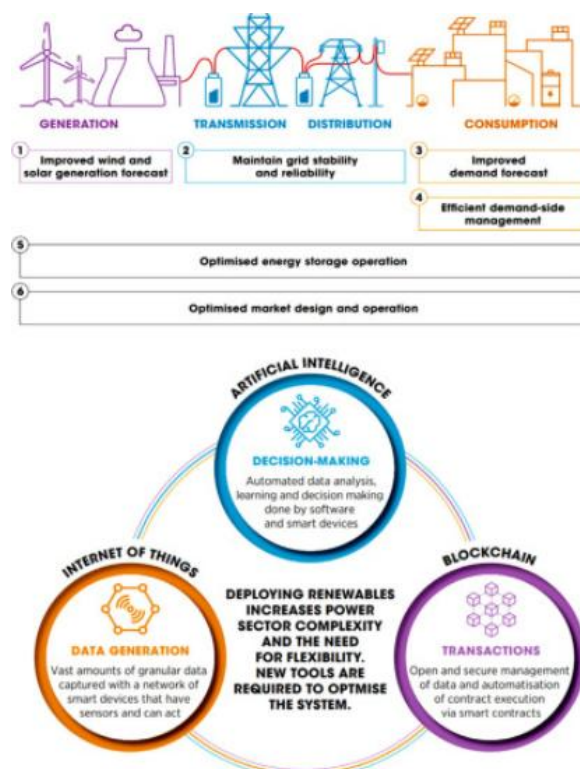 GENERATION
TRANSMISSION
DISTRIBUTION
CONSUMPTION
1
Improved wind and
solar generation forecast
2
Maintain grid stability
and reliability
3
Improved
demand forecast
4
Efficient demand-side
management
5
Optimised energy storage operation
6
Optimised market design and operation
ARTIFICIAL INTELLIGENCE
DECISION-MAKING
Automated data analysis,
learning and decision making
done by software
and smart devices
INTERNET OF THINGS
DATA GENERATION
Vast amounts of granular data
captured with a network of
smart devices that have
sensors and can act
DEPLOYING RENEWABLES
INCREASES POWER
SECTOR COMPLEXITY
AND THE NEED
FOR FLEXIBILITY.
NEW TOOLS ARE
REQUIRED TO OPTIMISE
THE SYSTEM.
BLOCKCHAIN
TRANSACTIONS
Open and secure management
of data and automatisation
of contract execution
via smart contracts